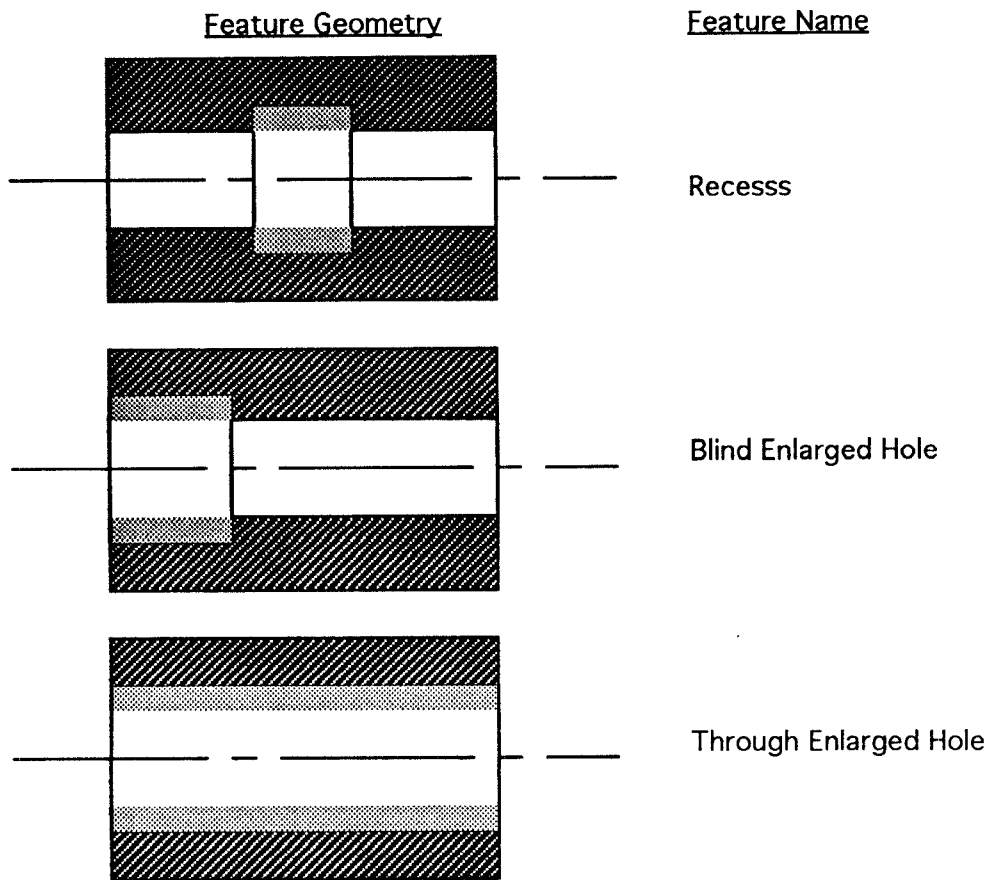 Feature Geometry
Feature Name
Recesss
Blind Enlarged Hole
Through Enlarged Hole